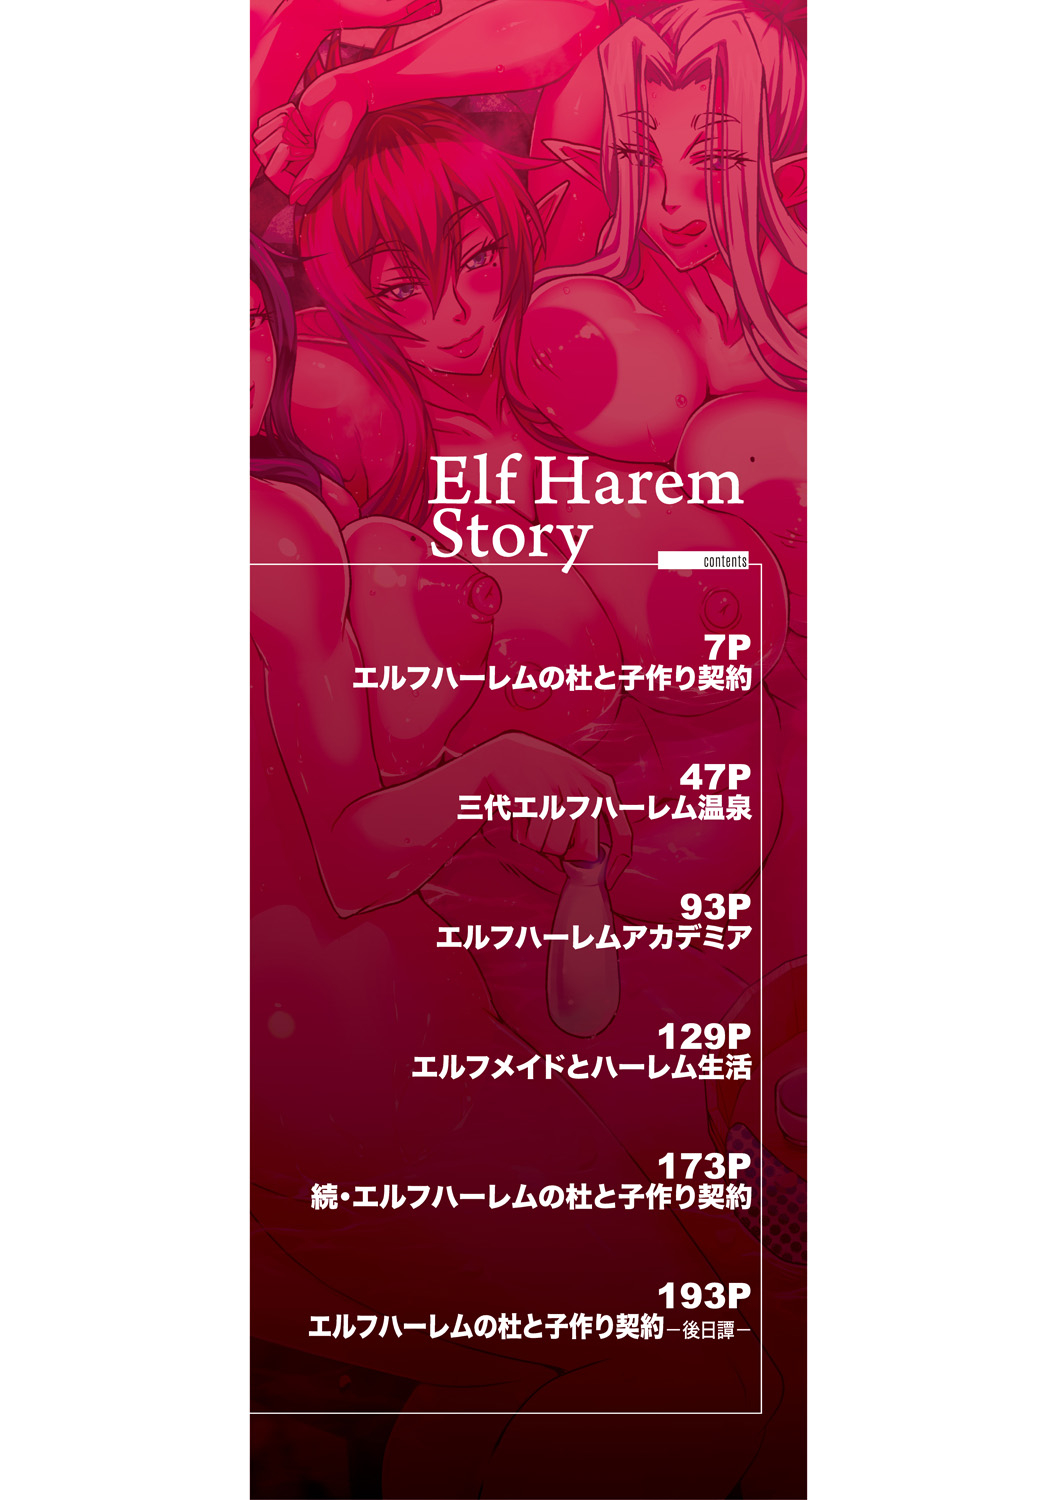 Elf Harem
Story
contents
7P
エルフハーレムの杜と子作り契約
47P
三代エルフハーレム温泉
93P
エルフハーレムアカデミア
129P
エルフメイドとハーレム生活
173P
続・エルフハーレムの杜と子作り契約
193P
エルフハーレムの杜と子作り契約－後日譚－